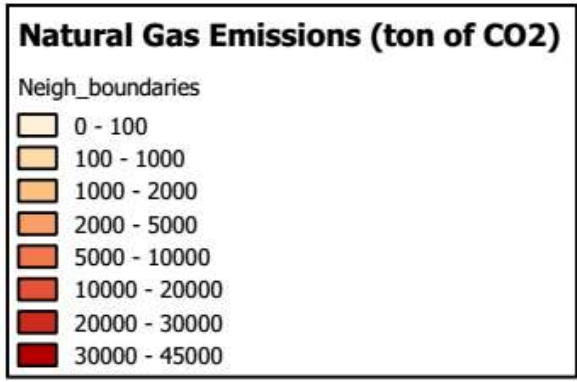 Natural Gas Emissions (ton of CO2)
Neigh_boundaries
0 - 100
100 - 1000
1000 - 2000
2000 - 5000
5000 - 10000
10000 - 20000
20000 - 30000
30000 - 45000